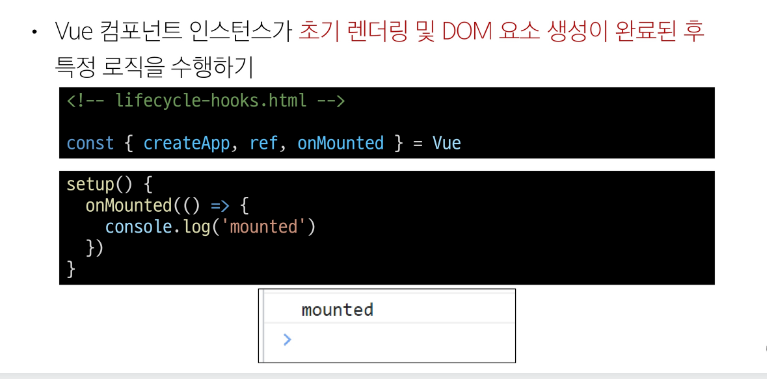 • Vue 컴포넌트 인스턴스가 초기 렌더링 및 DOM 요소 생성이 완료된 후
특정 로직을 수행하기
<!-- lifecycle-hooks.html -->
const { createApp, ref, onMounted } = Vue
setup() {
  onMounted(() => {
    console.log('mounted')
  })
}
mounted
>